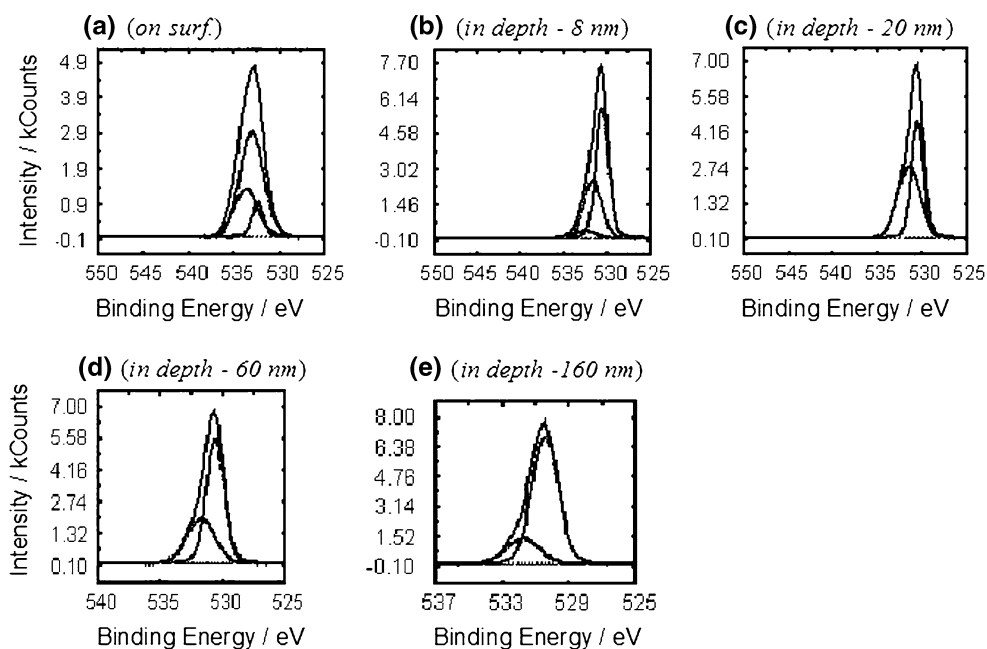 (a) (on surf.)
(b) (in depth - 8 nm)
(c) (in depth - 20 nm)
Intensity / kCounts
4.9
3.9
2.9
1.9
0.9
-0.1
550 545 540 535 530 525
Binding Energy / eV
7.70
6.14
4.58
3.02
1.46
-0.10
550 545 540 535 530 525
Binding Energy / eV
7.00
5.58
4.16
2.74
1.32
0.10
550 545 540 535 530 525
Binding Energy / eV
(d) (in depth - 60 nm)
(e) (in depth -160 nm)
Intensity / kCounts
7.00
5.58
4.16
2.74
1.32
0.10
540 535 530 525
Binding Energy / eV
8.00
6.38
4.76
3.14
1.52
-0.10
537 533 529 525
Binding Energy / eV